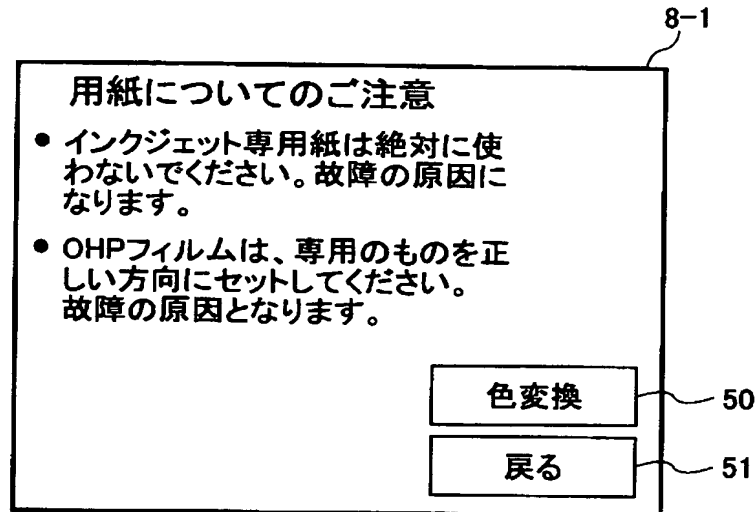 8-1
用紙についてのご注意
● インクジェット専用紙は絶対に使
わないでください。故障の原因に
なります。
● OHPフィルムは、専用のものを正
しい方向にセットしてください。
故障の原因となります。
色変換 50
戻る 51